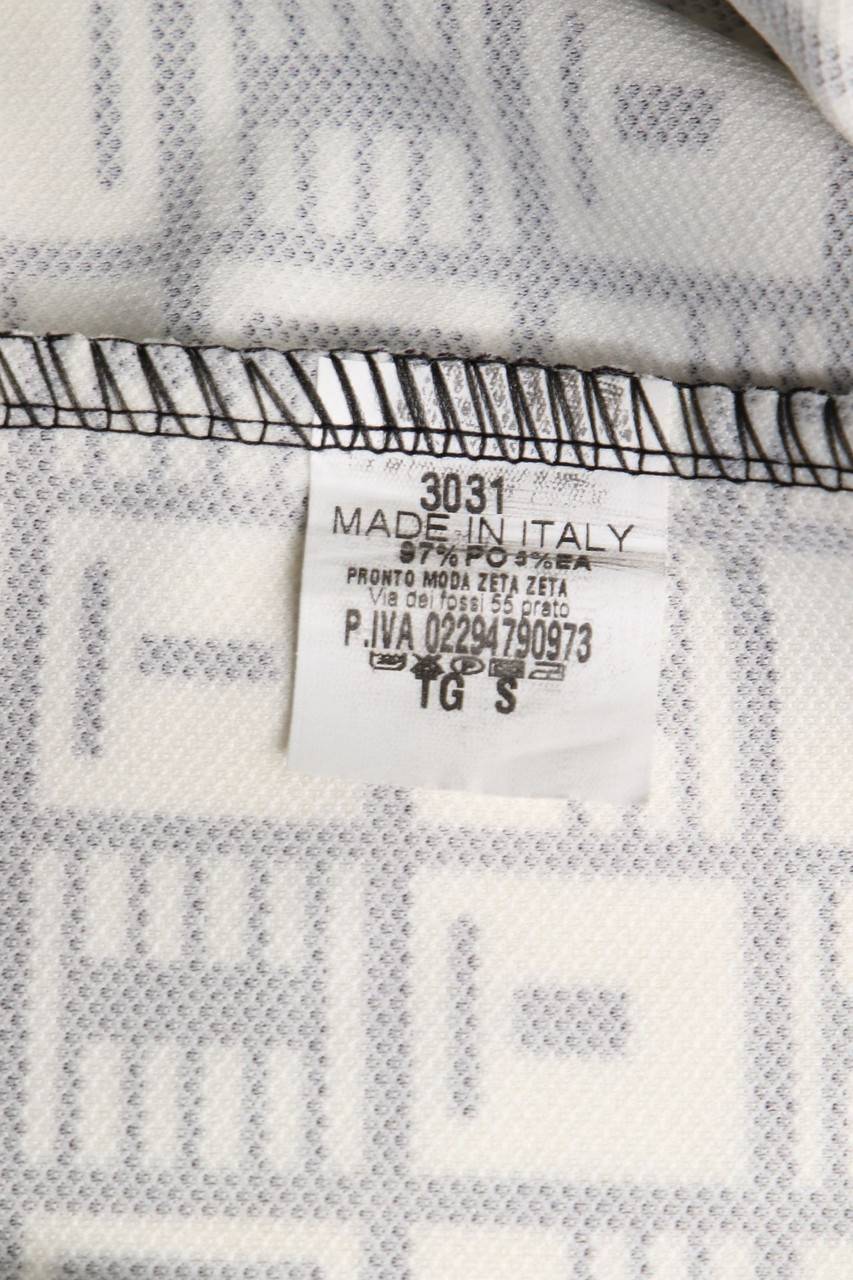 3031
MADE IN ITALY
97% PO 3%EA
PRONTO MODA ZETA ZETA
Via dei fossi 55 prato
P.IVA 02294790973
TG S